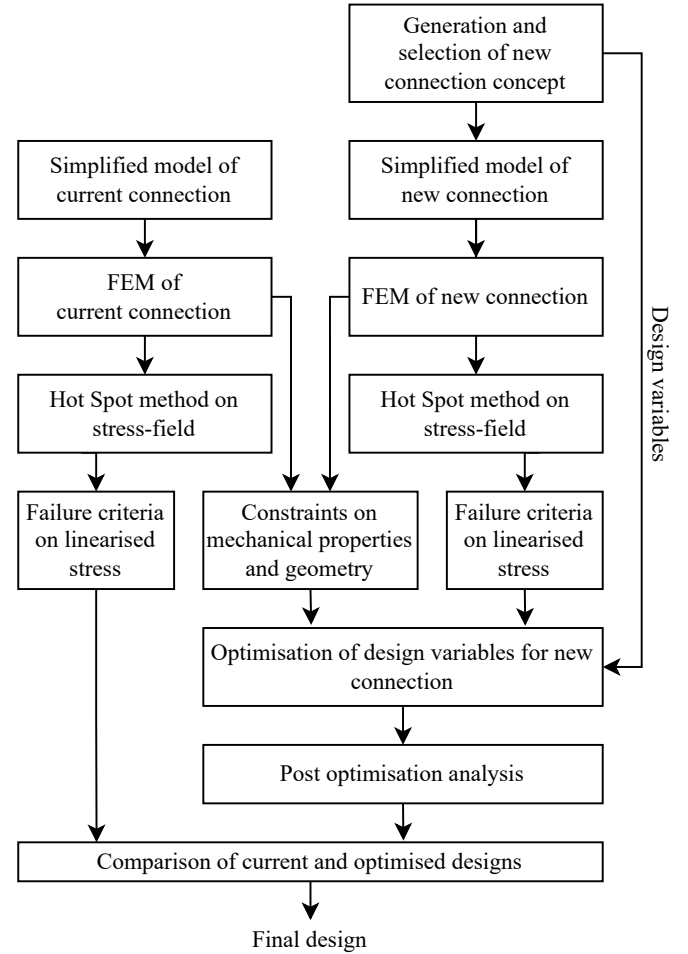 Generation and
selection of new
connection concept
Simplified model of
current connection
Simplified model of
new connection
FEM of
current connection
FEM of new connection
Design variables
Hot Spot method on
stress-field
Hot Spot method on
stress-field
Failure criteria
on linearised
stress
Constraints on
mechanical properties
and geometry
Failure criteria
on linearised
stress
Optimisation of design variables for new
connection
Post optimisation analysis
Comparison of current and optimised designs
Final design